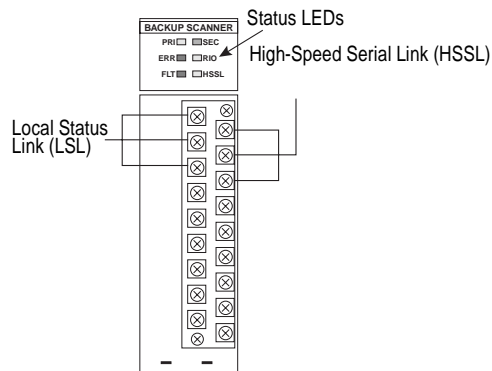 Status LEDs
BACKUP SCANNER
PRI SEC
ERR RIO
FLT HSSL
High-Speed Serial Link (HSSL)
Local Status
Link (LSL)